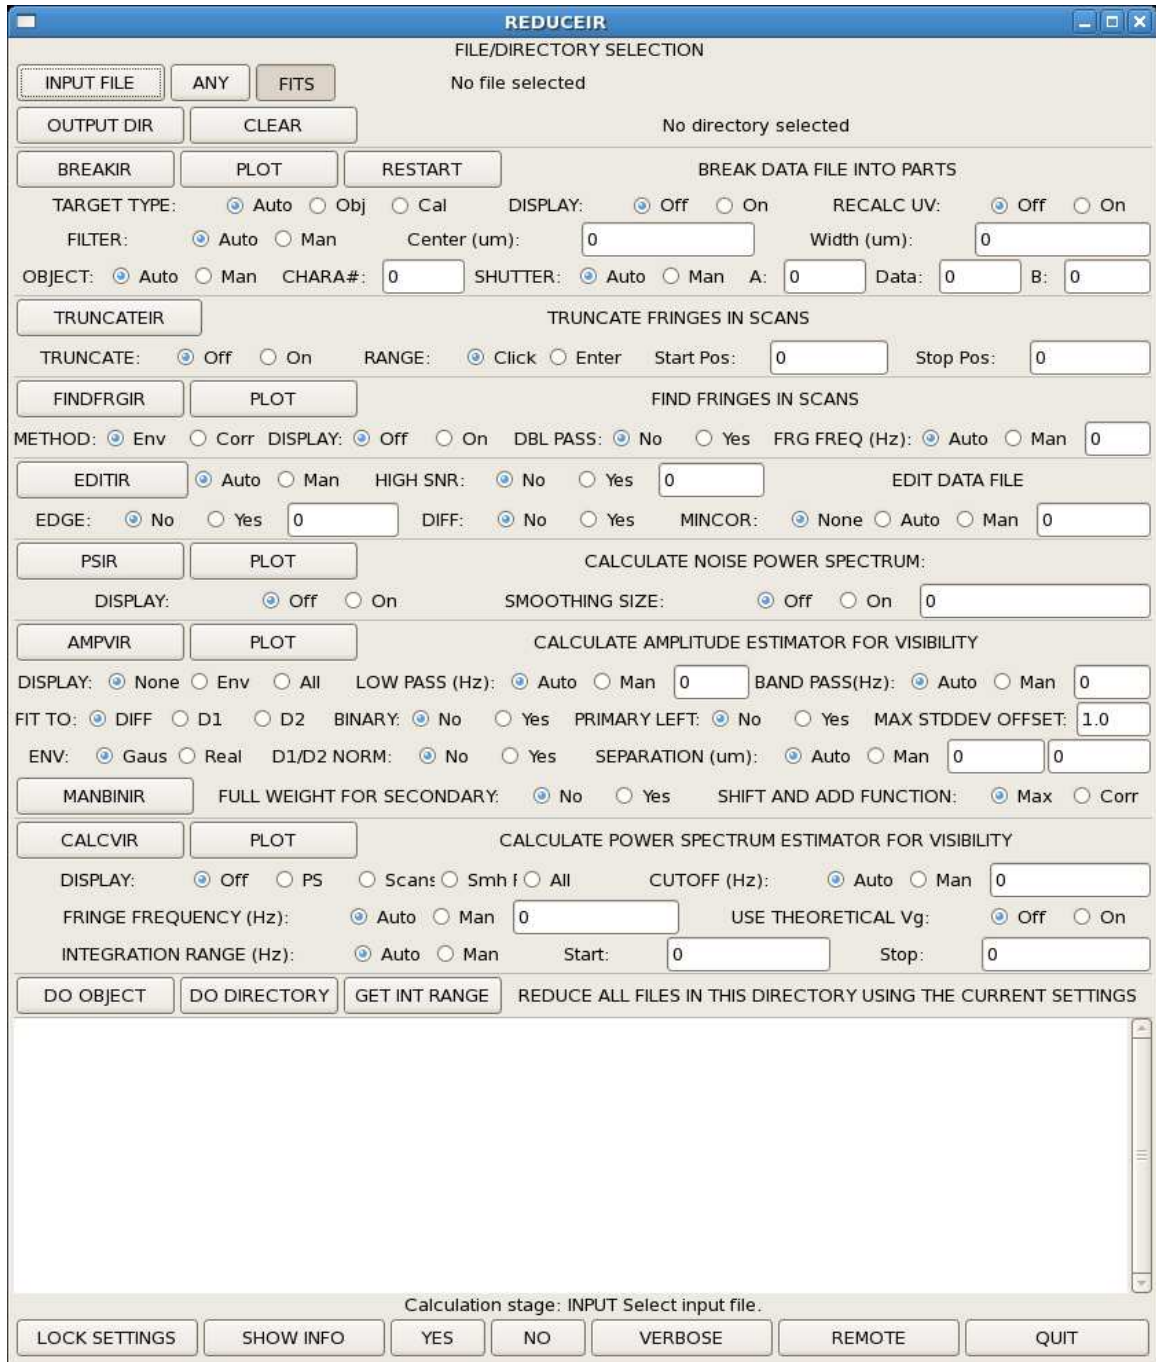 REDUCEIR
FILE/DIRECTORY SELECTION
INPUT FILE ANY FITS No file selected
OUTPUT DIR CLEAR No directory selected
BREAKIR PLOT RESTART BREAK DATA FILE INTO PARTS
TARGET TYPE: Auto Obj Cal DISPLAY: Off On RECALC UV: Off On
FILTER: Auto Man Center (um): 0 Width (um): 0
OBJECT: Auto Man CHARA#: 0 SHUTTER: Auto Man A: 0 Data: 0 B: 0
TRUNCATEIR TRUNCATE FRINGES IN SCANS
TRUNCATE: Off On RANGE: Click Enter Start Pos: 0 Stop Pos: 0
FINDFRGIR PLOT FIND FRINGES IN SCANS
METHOD: Env Corr DISPLAY: Off On DBL PASS: No Yes FRG FREQ (Hz): Auto Man 0
EDITIR Auto Man HIGH SNR: No Yes 0 EDIT DATA FILE
EDGE: No Yes 0 DIFF: No Yes MINCOR: None Auto Man 0
PSIR PLOT CALCULATE NOISE POWER SPECTRUM:
DISPLAY: Off On SMOOTHING SIZE: Off On 0
AMPVIR PLOT CALCULATE AMPLITUDE ESTIMATOR FOR VISIBILITY
DISPLAY: None Env All LOW PASS (Hz): Auto Man 0 BAND PASS(Hz): Auto Man 0
FIT TO: DIFF D1 D2 BINARY: No Yes PRIMARY LEFT: No Yes MAX STDDEV OFFSET: 1.0
ENV: Gaus Real D1/D2 NORM: No Yes SEPARATION (um): Auto Man 0 0
MANBINIR FULL WEIGHT FOR SECONDARY: No Yes SHIFT AND ADD FUNCTION: Max Corr
CALCVIR PLOT CALCULATE POWER SPECTRUM ESTIMATOR FOR VISIBILITY
DISPLAY: Off PS Scans Smh All CUTOFF (Hz): Auto Man 0
FRINGE FREQUENCY (Hz): Auto Man 0 USE THEORETICAL Vg: Off On
INTEGRATION RANGE (Hz): Auto Man Start: 0 Stop: 0
DO OBJECT DO DIRECTORY GET INT RANGE REDUCE ALL FILES IN THIS DIRECTORY USING THE CURRENT SETTINGS
Calculation stage: INPUT Select input file.
LOCK SETTINGS SHOW INFO YES NO VERBOSE REMOTE QUIT